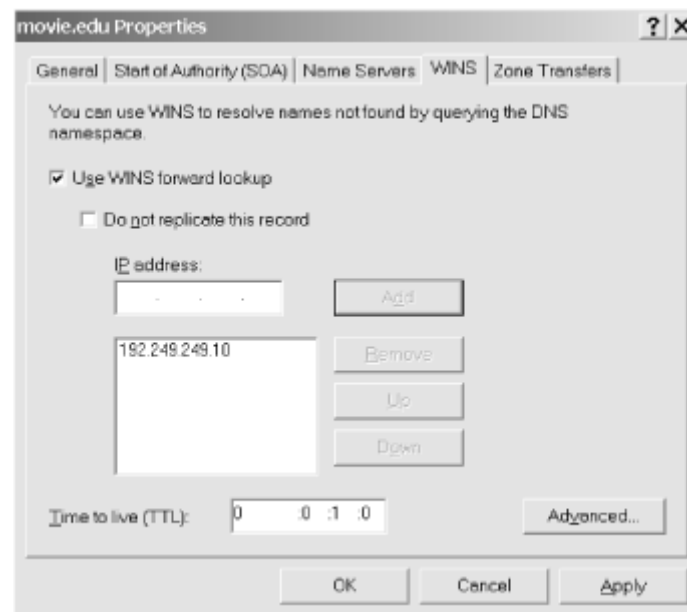 movie.edu Properties ? X
General Start of Authority (SOA) Name Servers WINS Zone Transfers
You can use WINS to resolve names not found by querying the DNS
namespace.
Use WINS forward lookup
Do not replicate this record
IP address:
. . . Add
192.249.249.10 Remove
Up
Down
Time to live (TTL): 0 :0 :1 :0 Advanced...
OK Cancel Apply